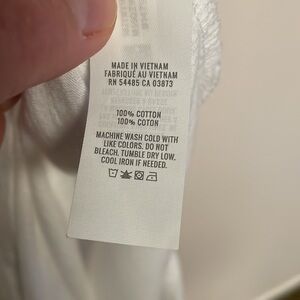 MADE IN VIETNAM
FABRIQUÉ AU VIETNAM
RN 54485 CA 03873
100% COTTON
100% COTON
MACHINE WASH COLD WITH
LIKE COLORS. DO NOT
BLEACH. TUMBLE DRY LOW.
COOL IRON IF NEEDED.